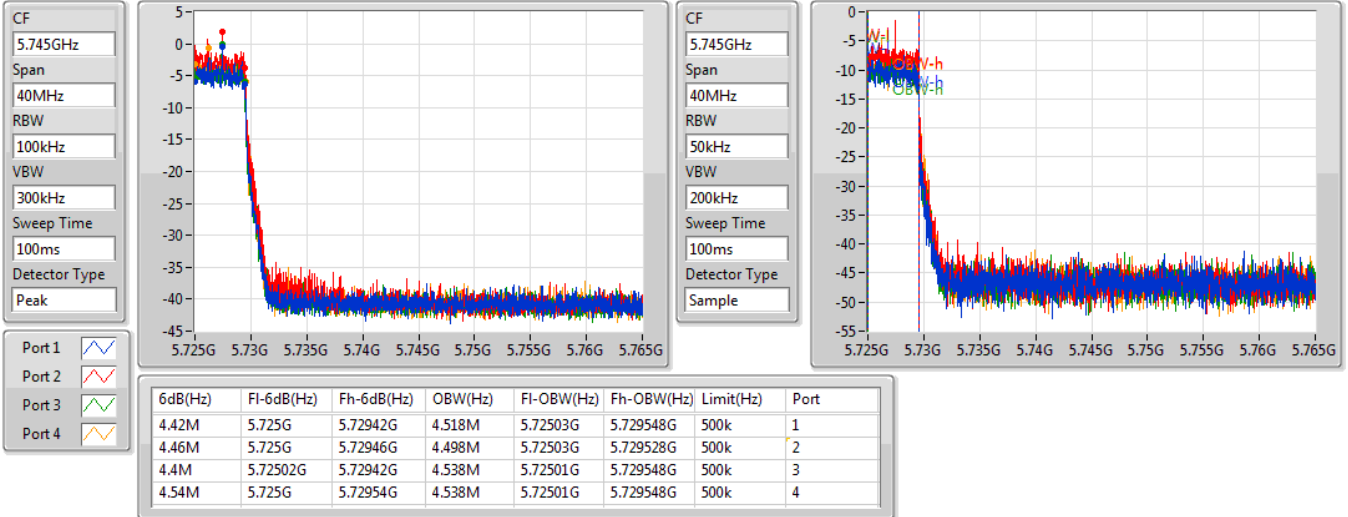 CF
5.745GHz
Span
40MHz
RBW
100kHz
VBW
300kHz
Sweep Time
100ms
Detector Type
Peak
5
0
-5
-10
-15
-20
-25
-30
-35
-40
-45
5.725G 5.73G 5.735G 5.74G 5.745G 5.75G 5.755G 5.76G 5.765G
CF
5.745GHz
Span
40MHz
RBW
50kHz
VBW
200kHz
Sweep Time
100ms
Detector Type
Sample
0
-5
-10
-15
-20
-25
-30
-35
-40
-45
-50
-55
W-l
OBW-h
OBW-h
OBW-h
5.725G 5.73G 5.735G 5.74G 5.745G 5.75G 5.755G 5.76G 5.765G
Port 1
Port 2
Port 3
Port 4
6dB(Hz) Fl-6dB(Hz) Fh-6dB(Hz) OBW(Hz) Fl-OBW(Hz) Fh-OBW(Hz) Limit(Hz) Port
4.42M 5.725G 5.72942G 4.518M 5.72503G 5.729548G 500k 1
4.46M 5.725G 5.72946G 4.498M 5.72503G 5.729528G 500k 2
4.4M 5.72502G 5.72942G 4.538M 5.72501G 5.729548G 500k 3
4.54M 5.725G 5.72954G 4.538M 5.72501G 5.729548G 500k 4